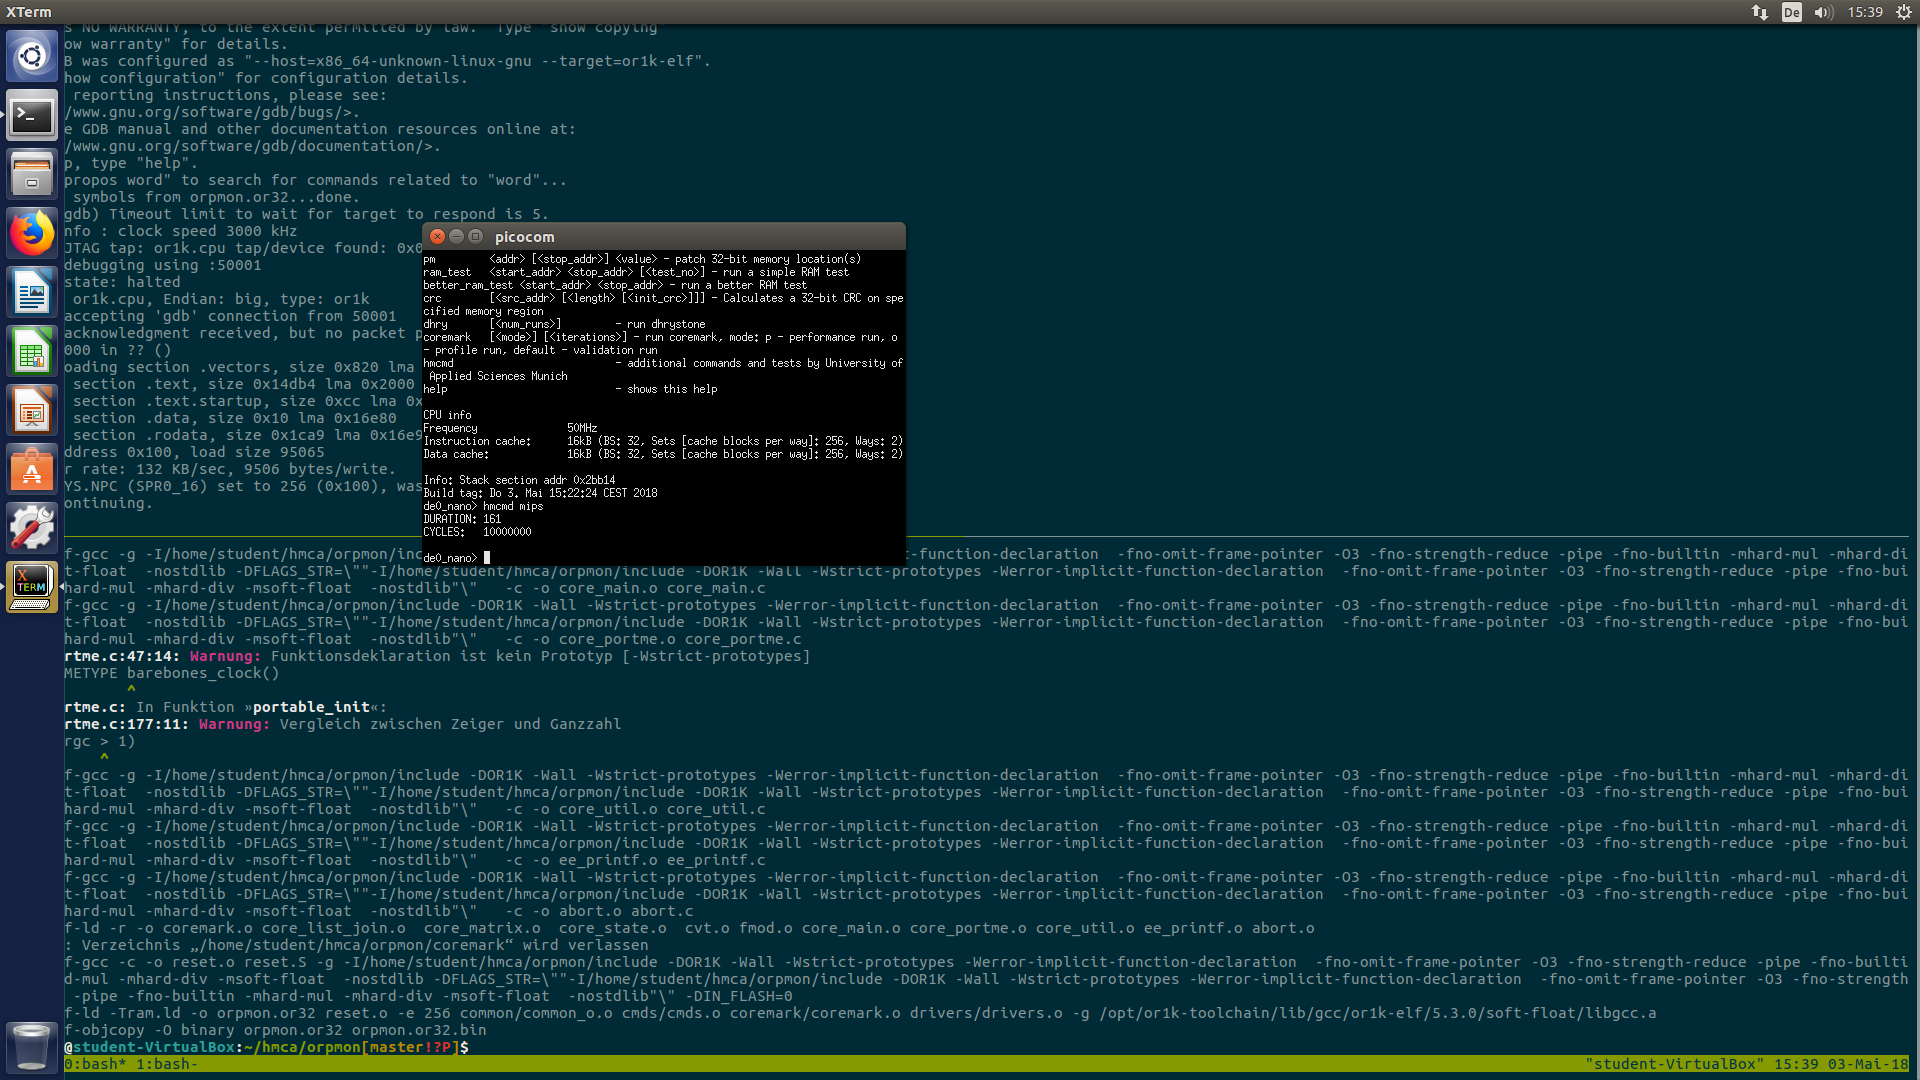 XTerm
De
15:39
s NO WARRANTY, to the extent permitted by law.  Type "show copying"
ow warranty" for details.
B was configured as "--host=x86_64-unknown-linux-gnu --target=or1k-elf".
how configuration" for configuration details.
 reporting instructions, please see:
/www.gnu.org/software/gdb/bugs/>.
e GDB manual and other documentation resources online at:
/www.gnu.org/software/gdb/documentation/>.
p, type "help".
propos word" to search for commands related to "word"...
 symbols from orpmon.or32...done.
gdb) Timeout limit to wait for target to respond is 5.
nfo : clock speed 3000 kHz
JTAG tap: or1k.cpu tap/device found: 0x0
debugging using :50001
state: halted
 or1k.cpu, Endian: big, type: or1k
accepting 'gdb' connection from 50001
acknowledgment received, but no packet p
000 in ?? ()
oading section .vectors, size 0x820 lma
 section .text, size 0x14db4 lma 0x2000
 section .text.startup, size 0xcc lma 0x
 section .data, size 0x10 lma 0x16e80
 section .rodata, size 0x1ca9 lma 0x16e9
ddress 0x100, load size 95065
r rate: 132 KB/sec, 9506 bytes/write.
YS.NPC (SPR0_16) set to 256 (0x100), was
ontinuing.
picocom
pm         <addr> [<stop_addr>] <value> - patch 32-bit memory location(s)
ram_test   <start_addr> <stop_addr> [<test_no>] - run a simple RAM test
better_ram_test <start_addr> <stop_addr> - run a better RAM test
crc        [<src_addr> [<length> [<init_crc>]]] - Calculates a 32-bit CRC on spe
cified memory region
dhry       [<num_runs>]         - run dhrystone
coremark   [<mode>] [<iterations>] - run coremark, mode: p - performance run, o
- profile run, default - validation run
hmcmd                           - additional commands and tests by University of
 Applied Sciences Munich
help                            - shows this help
CPU info
Frequency               50MHz
Instruction cache:      16kB (BS: 32, Sets [cache blocks per way]: 256, Ways: 2)
Data cache:             16kB (BS: 32, Sets [cache blocks per way]: 256, Ways: 2)
Info: Stack section addr 0x2bb14
Build tag: Do 3. Mai 15:22:24 CEST 2018
de0_nano> hmcmd mips
DURATION: 161
CYCLES:   10000000
de0_nano>
f-gcc -g -I/home/student/hmca/orpmon/inc
t-function-declaration  -fno-omit-frame-pointer -O3 -fno-strength-reduce -pipe -fno-builtin -mhard-mul -mhard-di
t-float  -nostdlib -DFLAGS_STR=\""-I/home/student/hmca/orpmon/include -DOR1K -Wall -Wstrict-prototypes -Werror-implicit-function-declaration  -fno-omit-frame-pointer -O3 -fno-strength-reduce -pipe -fno-bui
hard-mul -mhard-div -msoft-float  -nostdlib"\"   -c -o core_main.o core_main.c
f-gcc -g -I/home/student/hmca/orpmon/include -DOR1K -Wall -Wstrict-prototypes -Werror-implicit-function-declaration  -fno-omit-frame-pointer -O3 -fno-strength-reduce -pipe -fno-builtin -mhard-mul -mhard-di
t-float  -nostdlib -DFLAGS_STR=\""-I/home/student/hmca/orpmon/include -DOR1K -Wall -Wstrict-prototypes -Werror-implicit-function-declaration  -fno-omit-frame-pointer -O3 -fno-strength-reduce -pipe -fno-bui
hard-mul -mhard-div -msoft-float  -nostdlib"\"   -c -o core_portme.o core_portme.c
rtme.c:47:14: Warnung: Funktionsdeklaration ist kein Prototyp [-Wstrict-prototypes]
METYPE barebones_clock()
^
rtme.c: In Funktion »portable_init«:
rtme.c:177:11: Warnung: Vergleich zwischen Zeiger und Ganzzahl
rgc > 1)
^
f-gcc -g -I/home/student/hmca/orpmon/include -DOR1K -Wall -Wstrict-prototypes -Werror-implicit-function-declaration  -fno-omit-frame-pointer -O3 -fno-strength-reduce -pipe -fno-builtin -mhard-mul -mhard-di
t-float  -nostdlib -DFLAGS_STR=\""-I/home/student/hmca/orpmon/include -DOR1K -Wall -Wstrict-prototypes -Werror-implicit-function-declaration  -fno-omit-frame-pointer -O3 -fno-strength-reduce -pipe -fno-bui
hard-mul -mhard-div -msoft-float  -nostdlib"\"   -c -o core_util.o core_util.c
f-gcc -g -I/home/student/hmca/orpmon/include -DOR1K -Wall -Wstrict-prototypes -Werror-implicit-function-declaration  -fno-omit-frame-pointer -O3 -fno-strength-reduce -pipe -fno-builtin -mhard-mul -mhard-di
t-float  -nostdlib -DFLAGS_STR=\""-I/home/student/hmca/orpmon/include -DOR1K -Wall -Wstrict-prototypes -Werror-implicit-function-declaration  -fno-omit-frame-pointer -O3 -fno-strength-reduce -pipe -fno-bui
hard-mul -mhard-div -msoft-float  -nostdlib"\"   -c -o ee_printf.o ee_printf.c
f-gcc -g -I/home/student/hmca/orpmon/include -DOR1K -Wall -Wstrict-prototypes -Werror-implicit-function-declaration  -fno-omit-frame-pointer -O3 -fno-strength-reduce -pipe -fno-builtin -mhard-mul -mhard-di
t-float  -nostdlib -DFLAGS_STR=\""-I/home/student/hmca/orpmon/include -DOR1K -Wall -Wstrict-prototypes -Werror-implicit-function-declaration  -fno-omit-frame-pointer -O3 -fno-strength-reduce -pipe -fno-bui
hard-mul -mhard-div -msoft-float  -nostdlib"\"   -c -o abort.o abort.c
f-ld -r -o coremark.o core_list_join.o  core_matrix.o  core_state.o  cvt.o fmod.o core_main.o core_portme.o core_util.o ee_printf.o abort.o
: Verzeichnis „/home/student/hmca/orpmon/coremark“ wird verlassen
f-gcc -c -o reset.o reset.S -g -I/home/student/hmca/orpmon/include -DOR1K -Wall -Wstrict-prototypes -Werror-implicit-function-declaration  -fno-omit-frame-pointer -O3 -fno-strength-reduce -pipe -fno-builti
d-mul -mhard-div -msoft-float  -nostdlib -DFLAGS_STR=\""-I/home/student/hmca/orpmon/include -DOR1K -Wall -Wstrict-prototypes -Werror-implicit-function-declaration  -fno-omit-frame-pointer -O3 -fno-strength
 -pipe -fno-builtin -mhard-mul -mhard-div -msoft-float  -nostdlib"\" -DIN_FLASH=0
f-ld -Tram.ld -o orpmon.or32 reset.o -e 256 common/common_o.o cmds/cmds.o coremark/coremark.o drivers/drivers.o -g /opt/or1k-toolchain/lib/gcc/or1k-elf/5.3.0/soft-float/libgcc.a
f-objcopy -O binary orpmon.or32 orpmon.or32.bin
@student-VirtualBox:~/hmca/orpmon[master!?P]$
0:bash* 1:bash-
"student-VirtualBox" 15:39 03-Mai-18
X
TERM